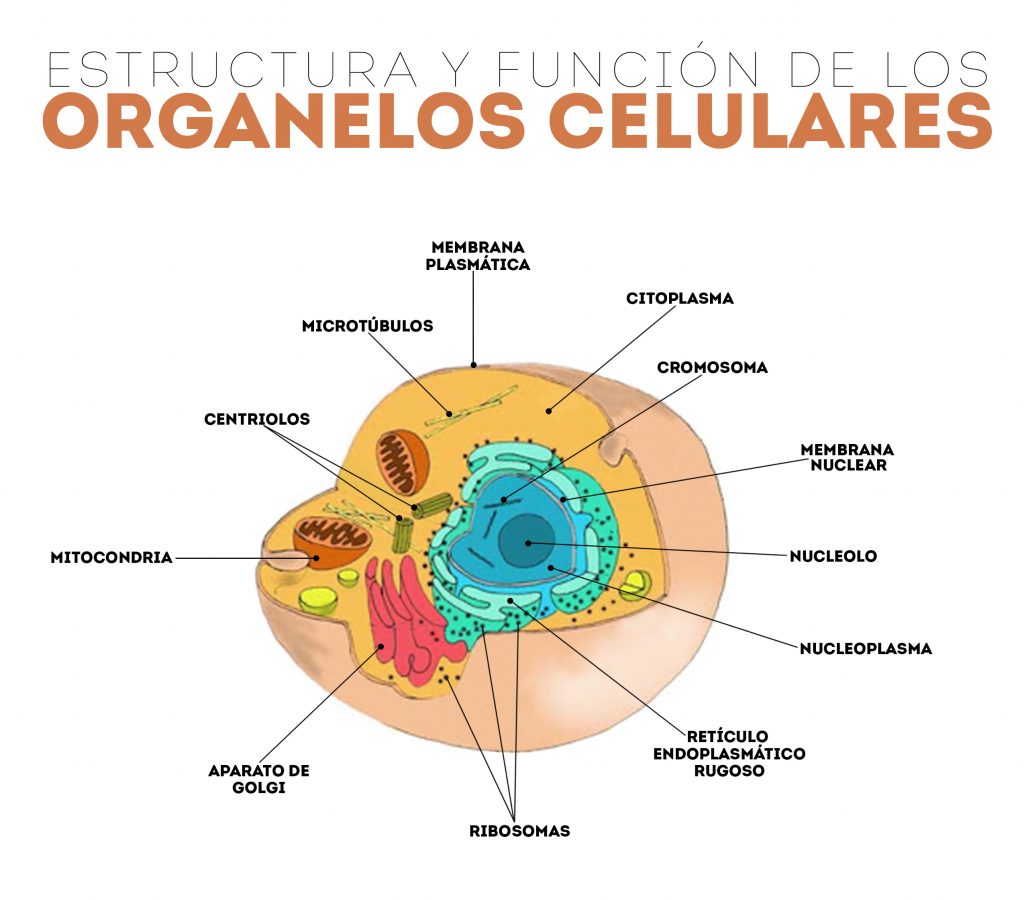 ESTRUCTURA Y FUNCIÓN DE LOS
ORGANELOS CELULARES
MEMBRANA
PLASMÁTICA
CITOPLASMA
MICROTÚBULOS
CROMOSOMA
CENTRIOLOS
MEMBRANA
NUCLEAR
MITOCONDRIA
NUCLEOLO
NUCLEOPLASMA
RETÍCULO
ENDOPLASMÁTICO
RUGOSO
APARATO DE
GOLGI
RIBOSOMAS